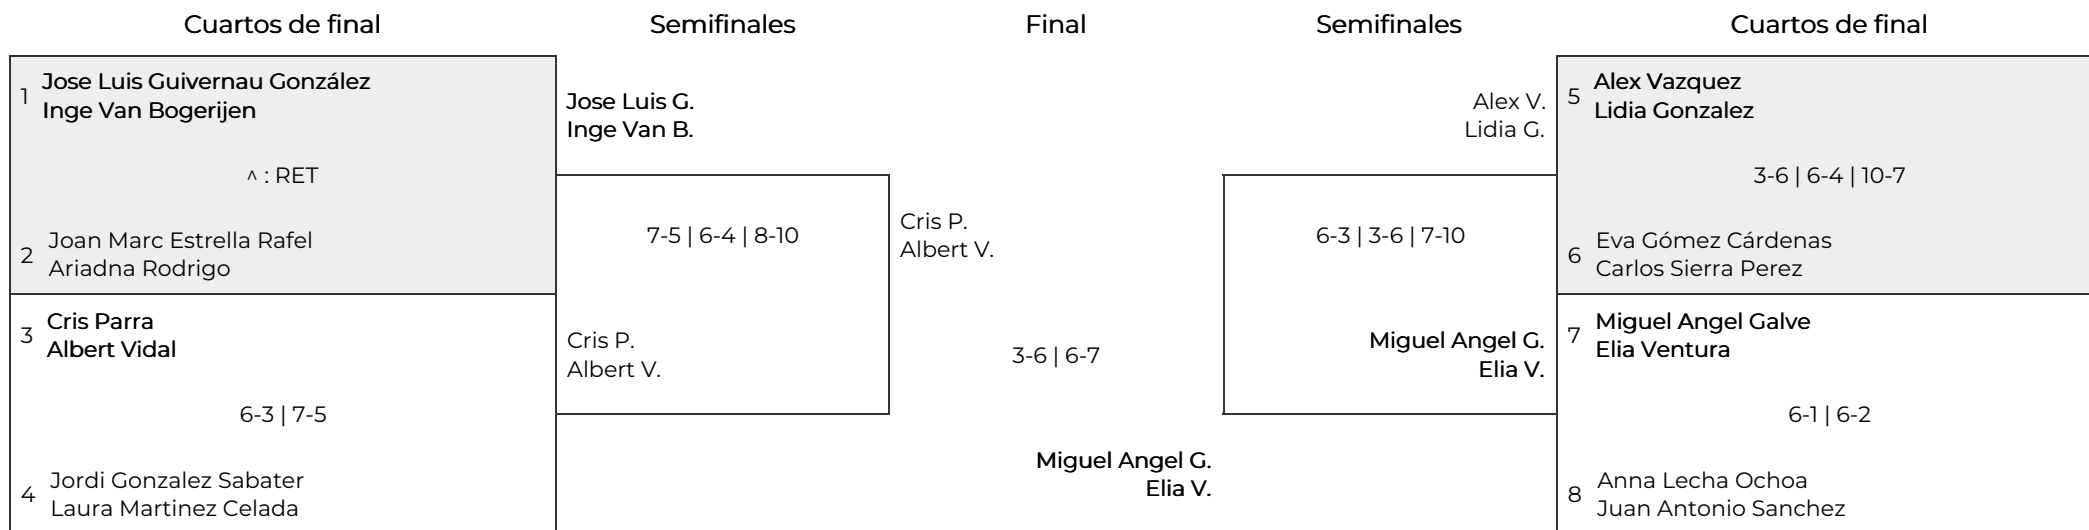 Cuartos de final
Semifinales
Final
Semifinales
Cuartos de final
1
Jose Luis Guivernau González
Inge Van Bogerijen
^ : RET
2
Joan Marc Estrella Rafel
Ariadna Rodrigo
3
Cris Parra
Albert Vidal
6-3 | 7-5
4
Jordi Gonzalez Sabater
Laura Martinez Celada
Jose Luis G.
Inge Van B.
7-5 | 6-4 | 8-10
Cris P.
Albert V.
Cris P.
Albert V.
3-6 | 6-7
Miguel Angel G.
Elia V.
Alex V.
Lidia G.
6-3 | 3-6 | 7-10
Miguel Angel G.
Elia V.
5
Alex Vazquez
Lidia Gonzalez
3-6 | 6-4 | 10-7
6
Eva Gómez Cárdenas
Carlos Sierra Perez
7
Miguel Angel Galve
Elia Ventura
6-1 | 6-2
8
Anna Lecha Ochoa
Juan Antonio Sanchez